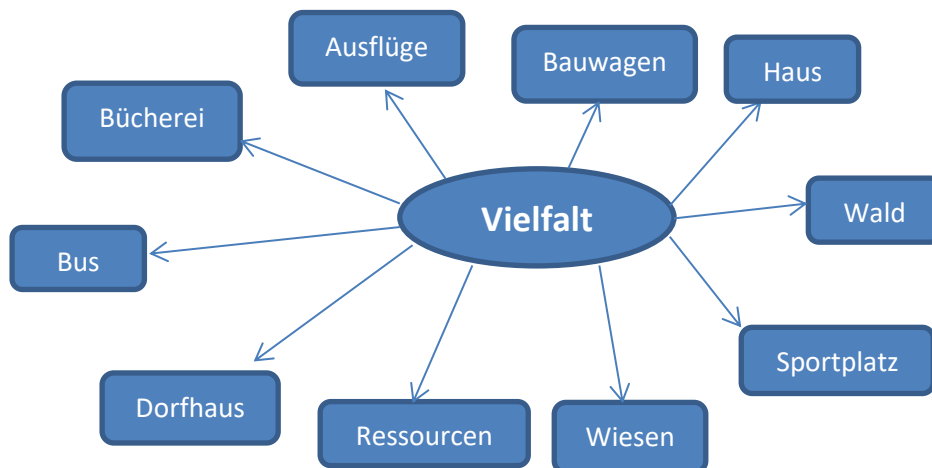 Ausflüge
Bauwagen
Haus
Bücherei
Vielfalt
Wald
Bus
Sportplatz
Dorfhaus
Ressourcen
Wiesen